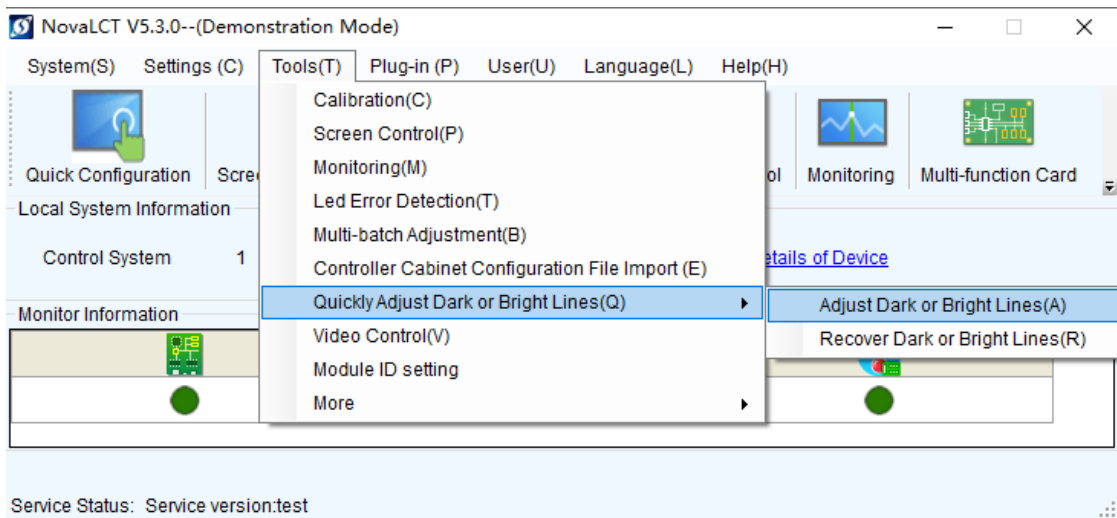 NovaLCT V5.3.0--(Demonstration Mode)
System(S) Settings (C) Tools(T) Plug-in (P) User(U) Language(L) Help(H)
Calibration(C)
Screen Control(P)
Monitoring(M)
Led Error Detection(T)
Multi-batch Adjustment(B)
Controller Cabinet Configuration File Import (E)
Quickly Adjust Dark or Bright Lines(Q)
Video Control(V)
Module ID setting
More
Adjust Dark or Bright Lines(A)
Recover Dark or Bright Lines(R)
Quick Configuration Scre ol Monitoring Multi-function Card
Local System Information
Control System 1 etails of Device
Monitor Information
Service Status: Service version:test